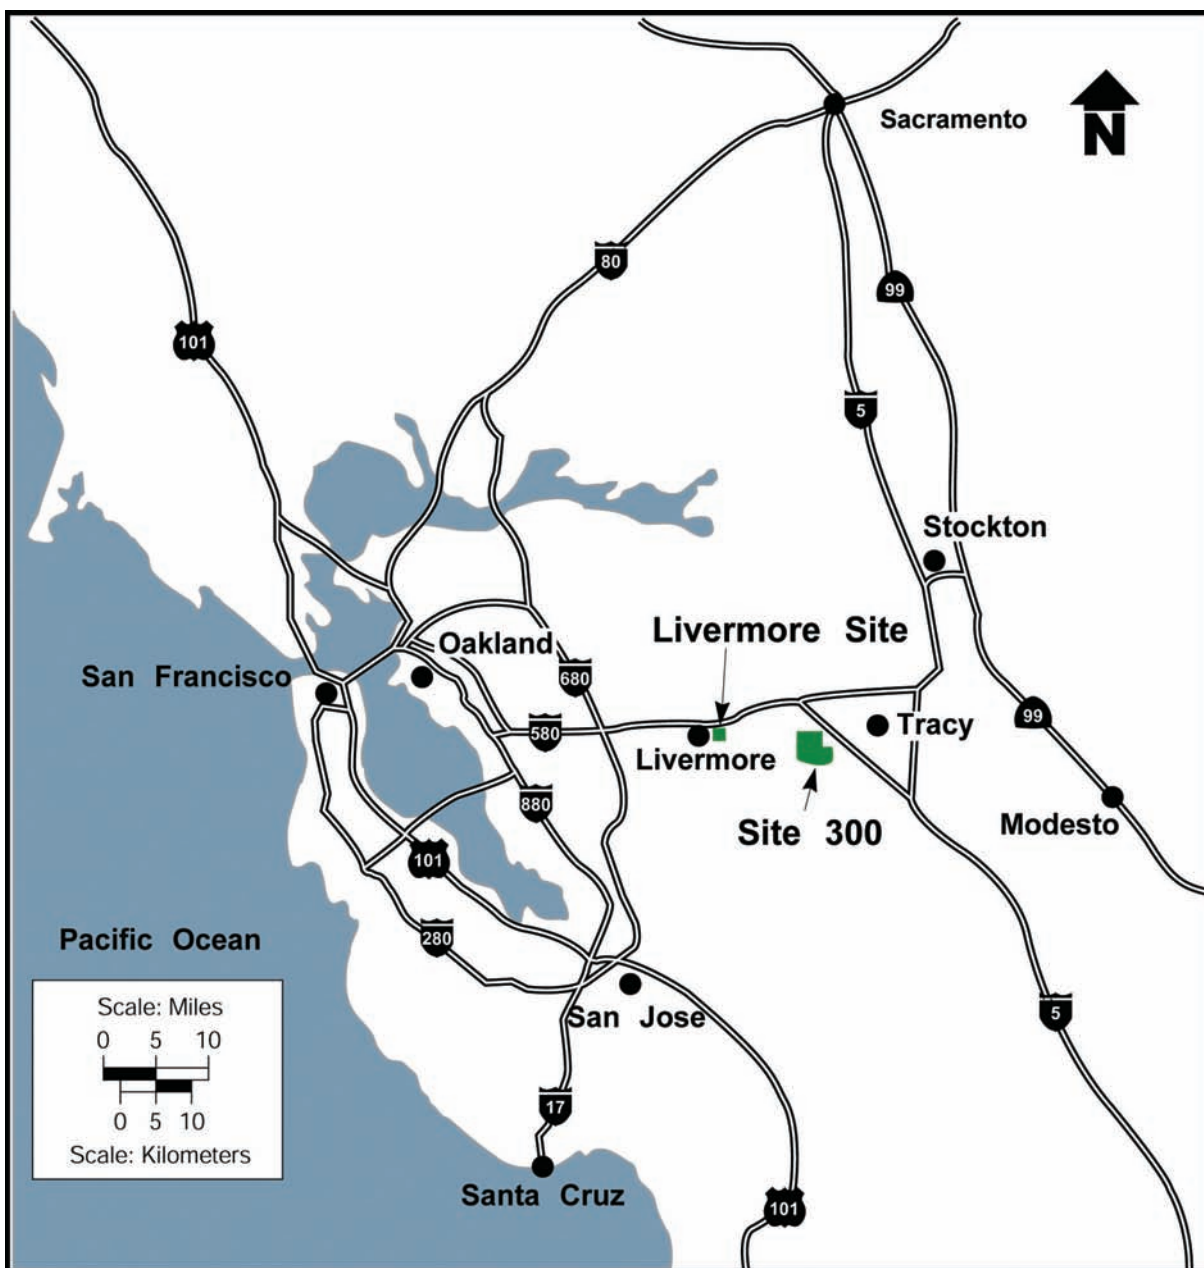 Sacramento
N
80
99
101
5
Stockton
Livermore Site
Oakland
San Francisco
680
99
Tracy
580
Livermore
880
Modesto
Site 300
101
Pacific Ocean
280
San Jose
5
Scale: Miles
0 5 10
0 5 10
Scale: Kilometers
17
Santa Cruz
101